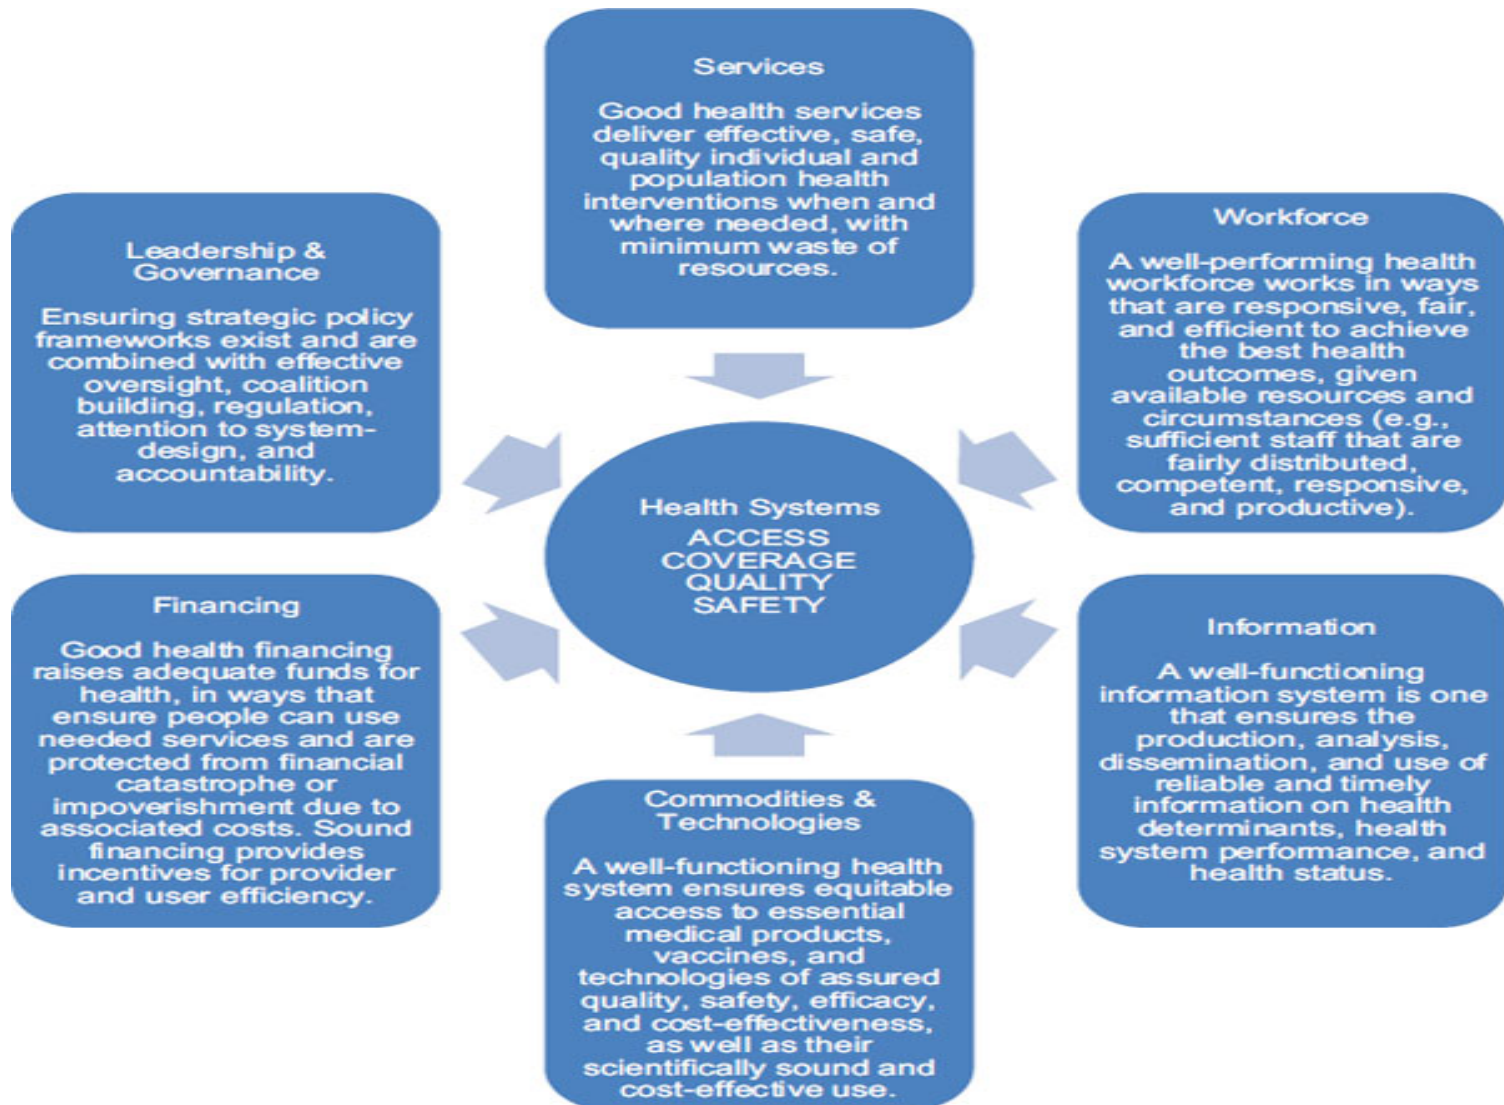 Services
Good health services
deliver effective, safe,
quality individual and
population health
interventions when and
where needed, with
minimum waste of
resources.
Leadership &
Governance
Ensuring strategic policy
frameworks exist and are
combined with effective
oversight, coalition
building, regulation,
attention to system-
design, and
accountability.
Workforce
A well-performing health
workforce works in ways
that are responsive, fair,
and efficient to achieve
the best health
outcomes, given
available resources and
circumstances (e.g.,
sufficient staff that are
fairly distributed,
competent, responsive,
and productive).
Health Systems
ACCESS
COVERAGE
QUALITY
SAFETY
Financing
Good health financing
raises adequate funds for
health, in ways that
ensure people can use
needed services and are
protected from financial
catastrophe or
impoverishment due to
associated costs. Sound
financing provides
incentives for provider
and user efficiency.
Information
A well-functioning
information system is one
that ensures the
production, analysis,
dissemination, and use of
reliable and timely
information on health
determinants, health
system performance, and
health status.
Commodities &
Technologies
A well-functioning health
system ensures equitable
access to essential
medical products,
vaccines, and
technologies of assured
quality, safety, efficacy,
and cost-effectiveness,
as well as their
scientifically sound and
cost-effective use.